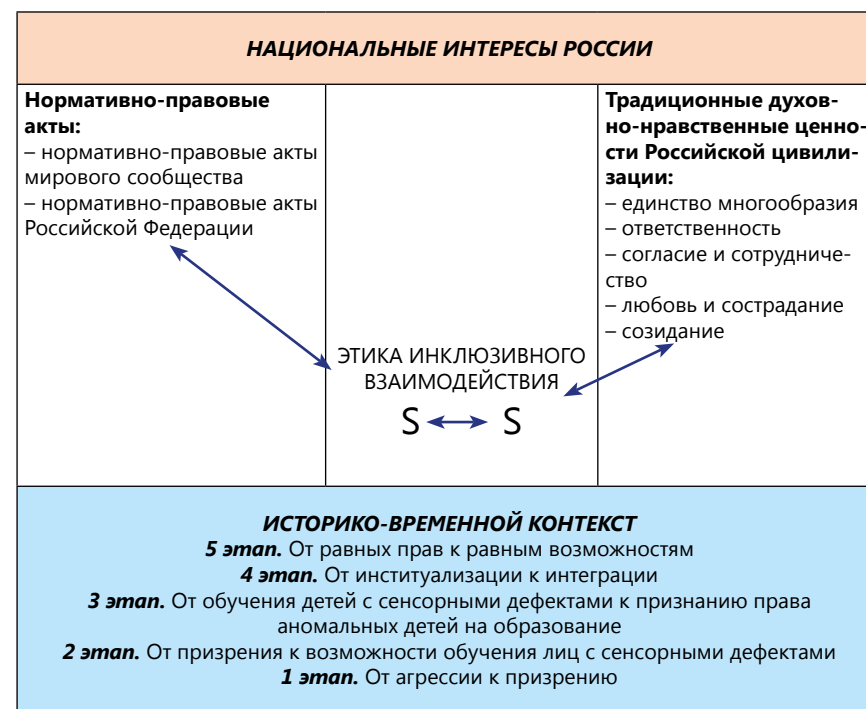 НАЦИОНАЛЬНЫЕ ИНТЕРЕСЫ РОССИИ
Нормативно-правовые
акты:
– нормативно-правовые акты
мирового сообщества
– нормативно-правовые акты
Российской Федерации
ЭТИКА ИНКЛЮЗИВНОГО
ВЗАИМОДЕЙСТВИЯ
S S
Традиционные духов-
но-нравственные ценно-
сти Российской цивили-
зации:
– единство многообразия
– ответственность
– согласие и сотрудниче-
ство
– любовь и сострадание
– созидание
ИСТОРИКО-ВРЕМЕННОЙ КОНТЕКСТ
5 этап. От равных прав к равным возможностям
4 этап. От институализации к интеграции
3 этап. От обучения детей с сенсорными дефектами к признанию права
аномальных детей на образование
2 этап. От призрения к возможности обучения лиц с сенсорными дефектами
1 этап. От агрессии к призрению